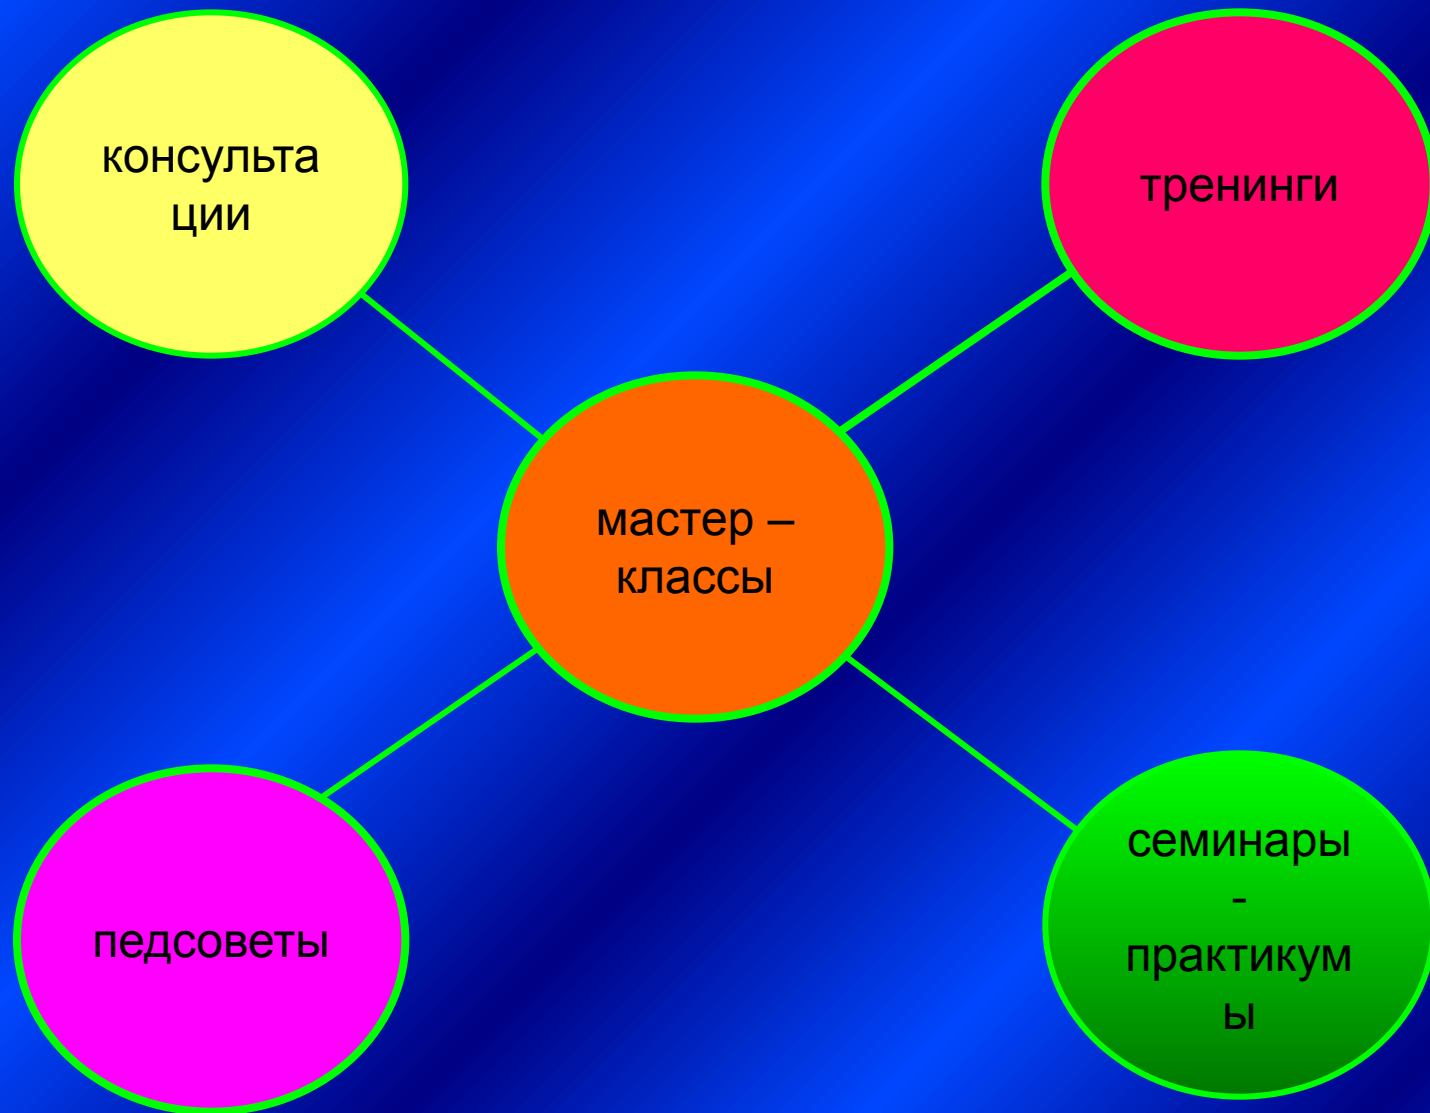 консульта
ции
тренинги
мастер –
классы
педсоветы
семинары
-
практикум
ы